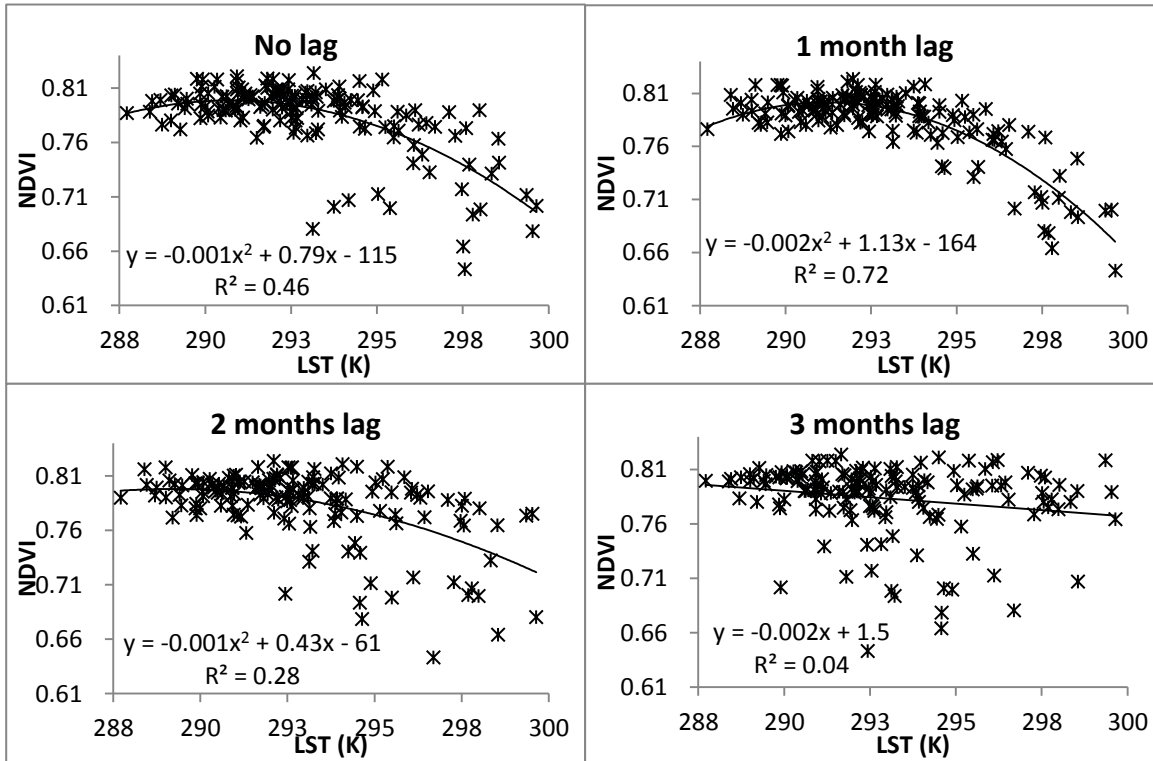 No lag
NDVI
0.81
0.76
0.71
0.66
0.61
y = -0.001x² + 0.79x - 115
R² = 0.46
288 290 293 295 298 300
LST (K)
1 month lag
NDVI
0.81
0.76
0.71
0.66
0.61
y = -0.002x² + 1.13x - 164
R² = 0.72
288 290 293 295 298 300
LST (K)
2 months lag
NDVI
0.81
0.76
0.71
0.66
0.61
y = -0.001x² + 0.43x - 61
R² = 0.28
288 290 293 295 298 300
LST (K)
3 months lag
NDVI
0.81
0.76
0.71
0.66
0.61
y = -0.002x + 1.5
R² = 0.04
288 290 293 295 298 300
LST (K)